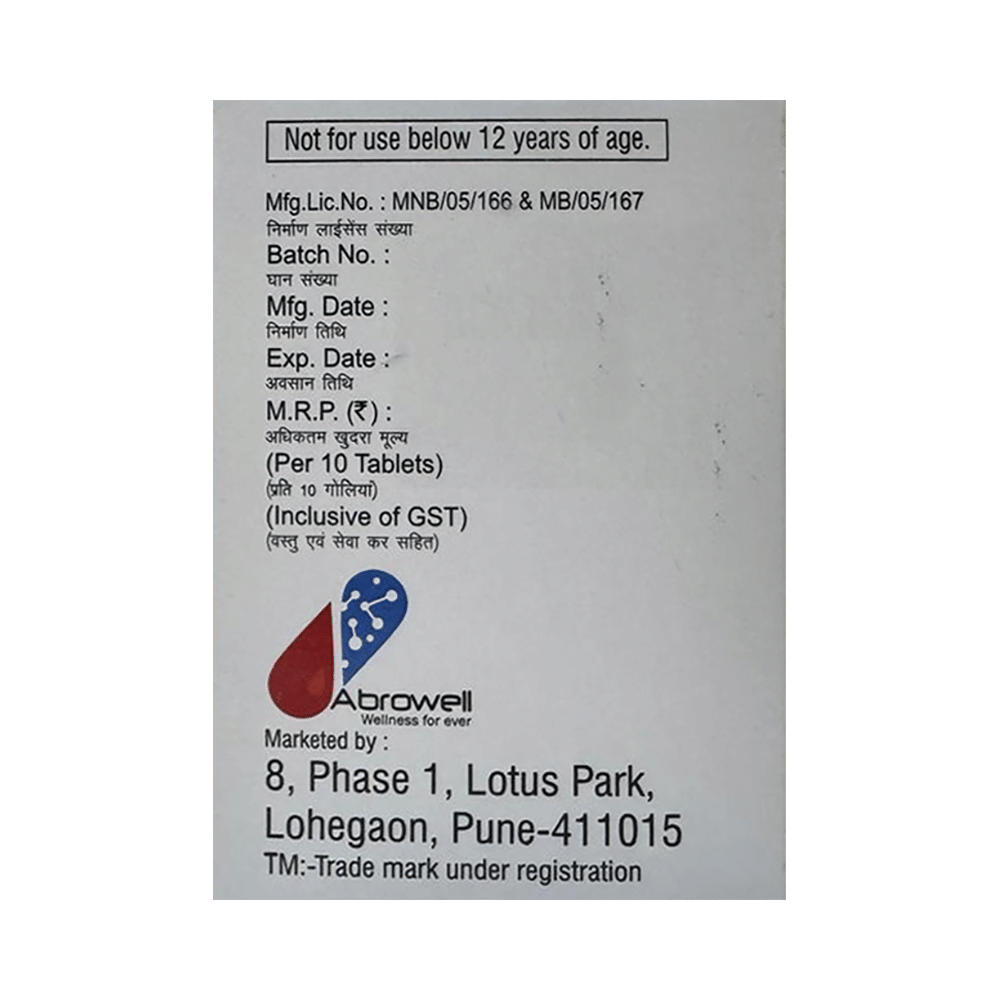 Not for use below 12 years of age.
Mfg.Lic.No. : MNB/05/166 & MB/05/167
निर्माण लाईसेंस संख्या
Batch No. :
घान संख्या
Mfg. Date :
निर्माण तिथि
Exp. Date :
अवसान तिथि
M.R.P. (₹) :
अधिकतम खुदरा मूल्य
(Per 10 Tablets)
(प्रति 10 गोलियां)
(Inclusive of GST)
(वस्तु एवं सेवा कर सहित)
Abrowell
Wellness for ever
Marketed by :
8, Phase 1, Lotus Park,
Lohegaon, Pune-411015
TM:-Trade mark under registration